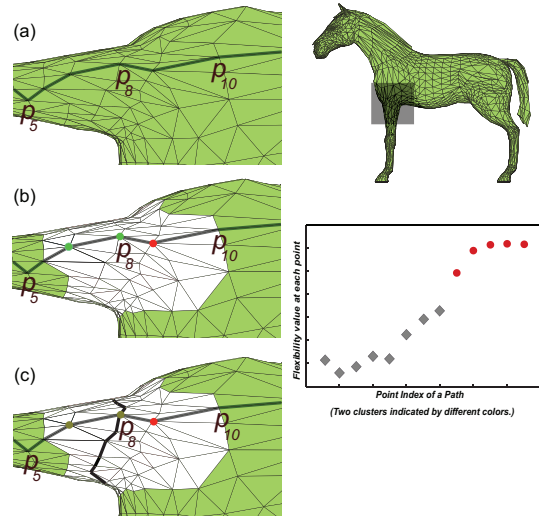 (a)
p8
p10
p5
(b)
p10
p8
p5
(c)
p8
p10
p5
Flexibility value at each point
Point Index of a Path
(Two clusters indicated by different colors.)